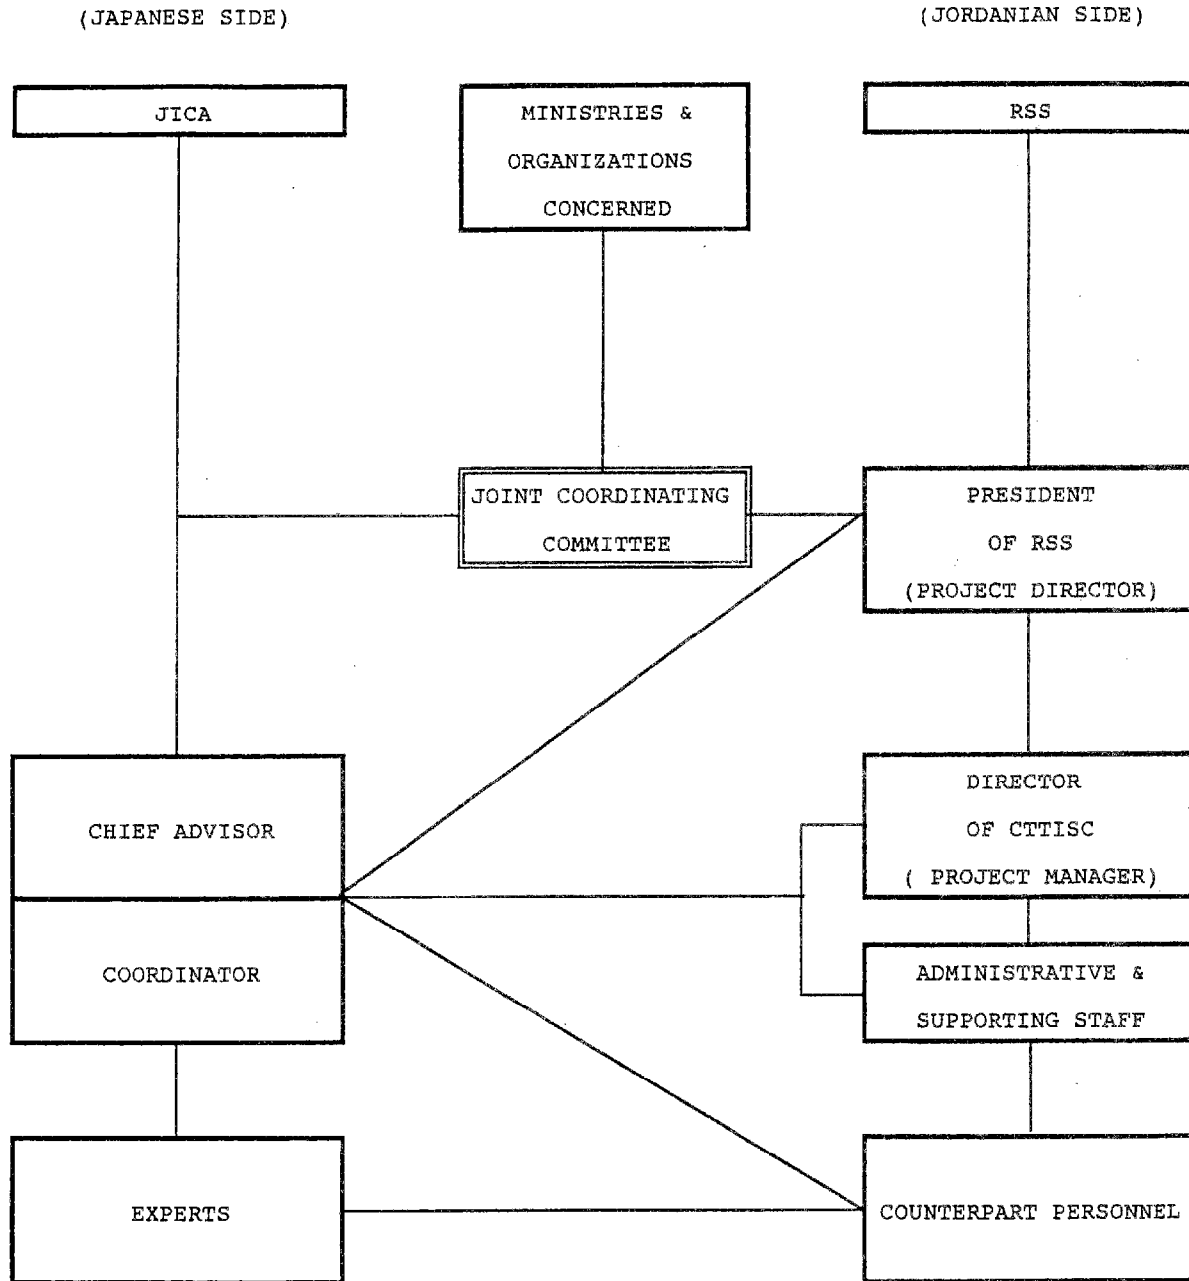 (JAPANESE SIDE)
(JORDANIAN SIDE)
JICA
MINISTRIES &
ORGANIZATIONS
CONCERNED
RSS
JOINT COORDINATING
COMMITTEE
PRESIDENT
OF RSS
(PROJECT DIRECTOR)
CHIEF ADVISOR
DIRECTOR
OF CTTISC
( PROJECT MANAGER)
COORDINATOR
ADMINISTRATIVE &
SUPPORTING STAFF
EXPERTS
COUNTERPART PERSONNEL